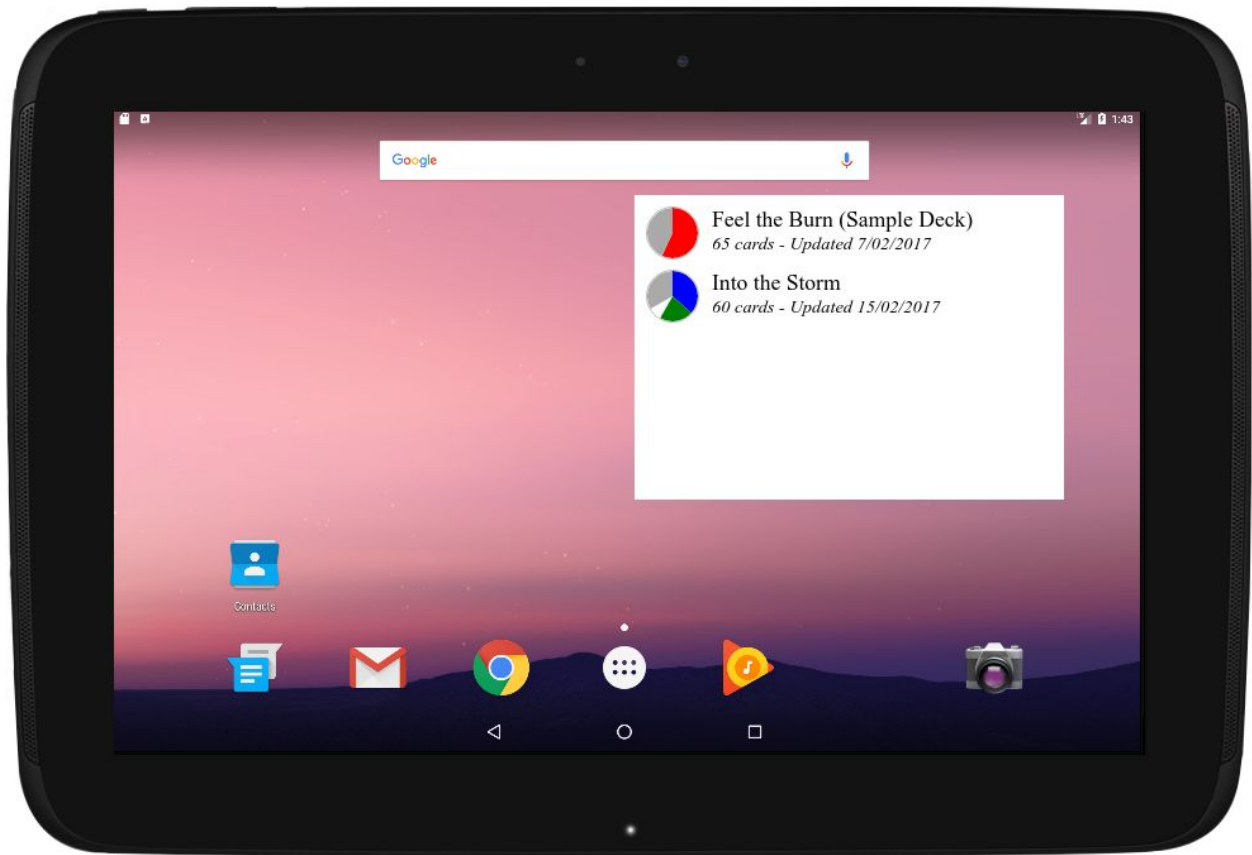 1:43
Google
Feel the Burn (Sample Deck)
65 cards - Updated 7/02/2017
Into the Storm
60 cards - Updated 15/02/2017
Contacts